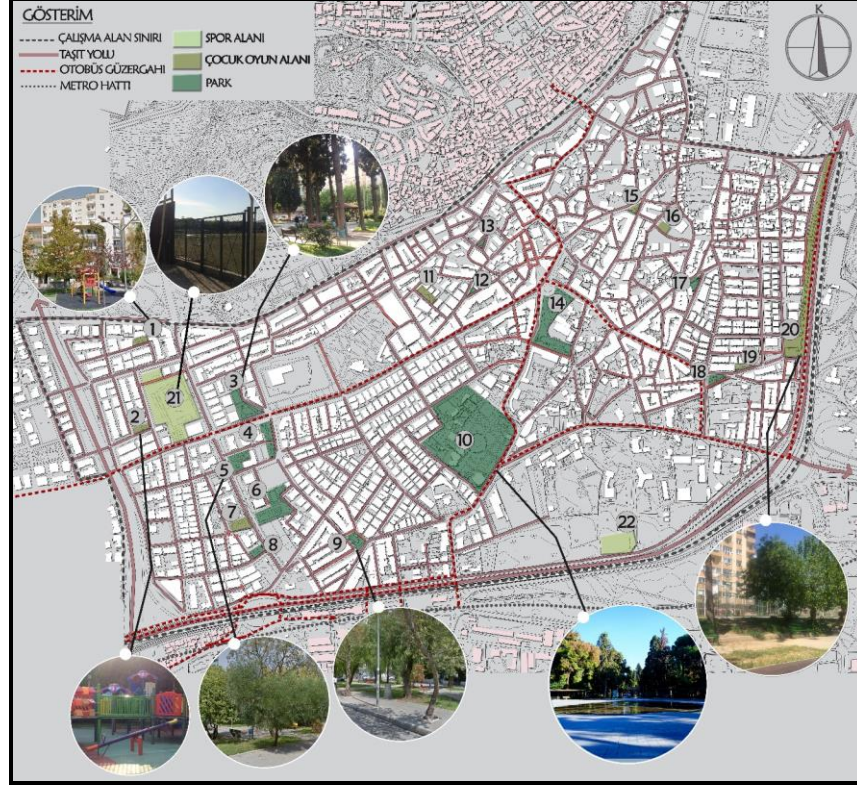 GÖSTERİM
ÇALIŞMA ALAN SINIRI
TAŞIT YOLU
OTOBÜS GÜZERGAHI
METRO HATTI
SPOR ALANI
ÇOCUK OYUN ALANI
PARK
K
1
2
3
4
5
6
7
8
9
10
11
12
13
14
15
16
17
18
19
20
21
22